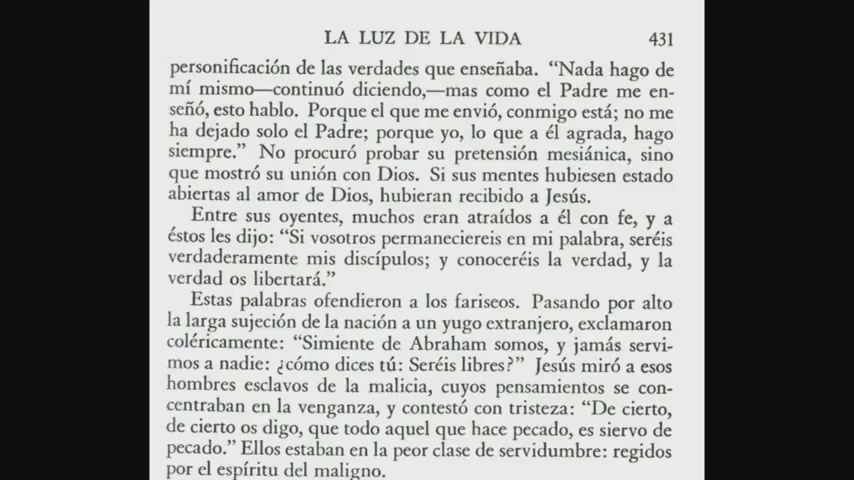 LA LUZ DE LA VIDA 431
personificación de las verdades que enseñaba. “Nada hago de
mí mismo—continuó diciendo,—mas como el Padre me en-
señó, esto hablo. Porque el que me envió, conmigo está; no me
ha dejado solo el Padre; porque yo, lo que a él agrada, hago
siempre.” No procuró probar su pretensión mesiánica, sino
que mostró su unión con Dios. Si sus mentes hubiesen estado
abiertas al amor de Dios, hubieran recibido a Jesús.
Entre sus oyentes, muchos eran atraídos a él con fe, y a
éstos les dijo: “Si vosotros permaneciereis en mi palabra, seréis
verdaderamente mis discípulos; y conoceréis la verdad, y la
verdad os libertará.”
Estas palabras ofendieron a los fariseos. Pasando por alto
la larga sujeción de la nación a un yugo extranjero, exclamaron
coléricamente: “Simiente de Abraham somos, y jamás servi-
mos a nadie: ¿cómo dices tú: Seréis libres?” Jesús miró a esos
hombres esclavos de la malicia, cuyos pensamientos se con-
centraban en la venganza, y contestó con tristeza: “De cierto,
de cierto os digo, que todo aquel que hace pecado, es siervo de
pecado.” Ellos estaban en la peor clase de servidumbre: regidos
por el espíritu del maligno.